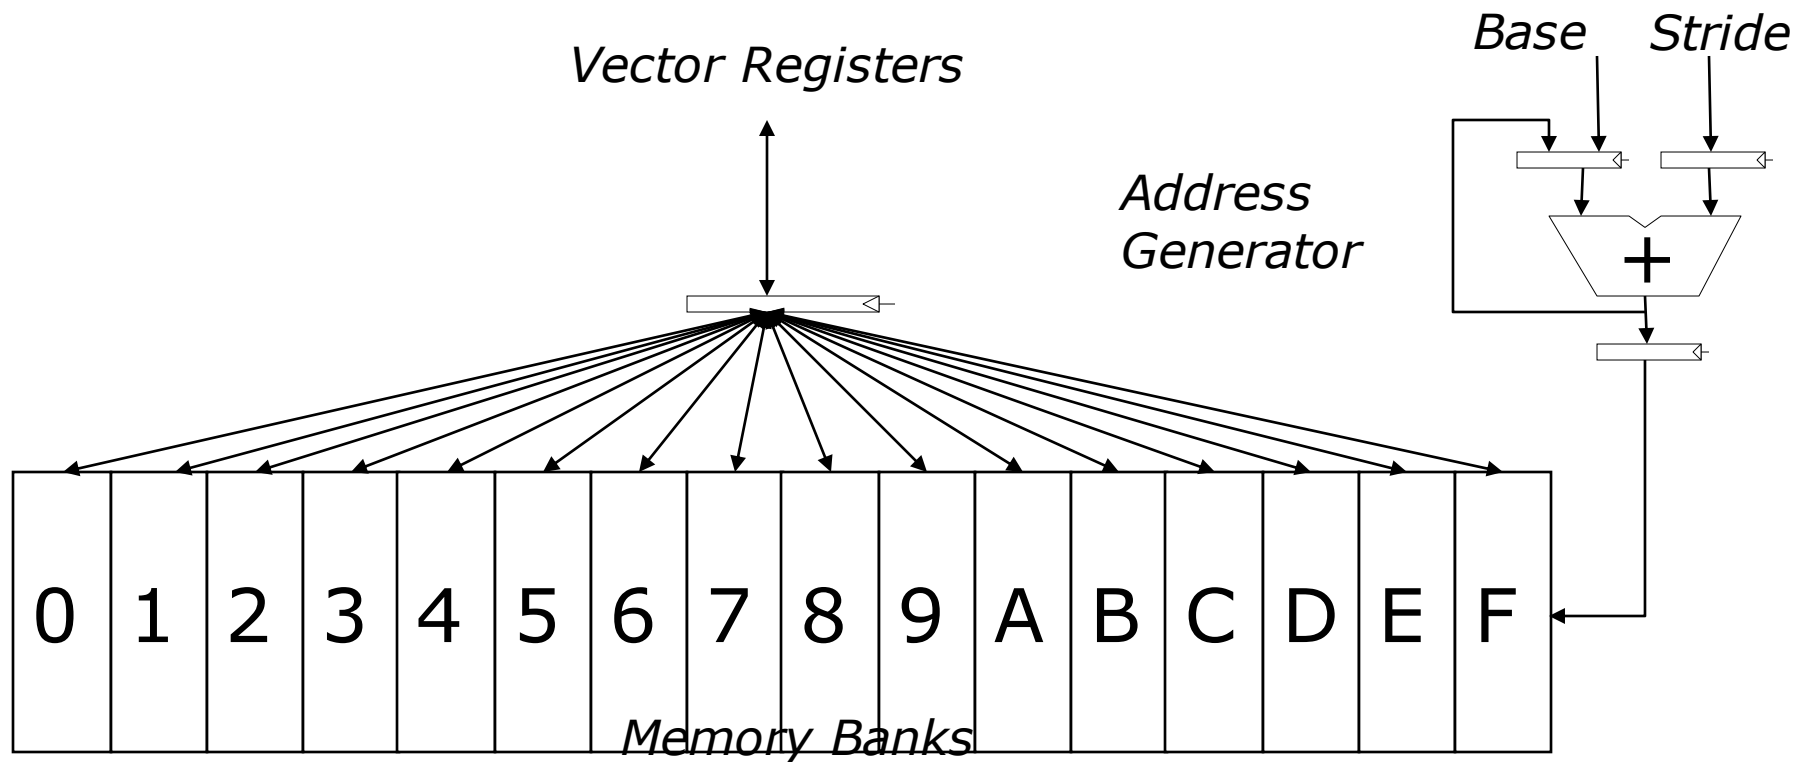 Base Stride
Vector Registers
Address
Generator
+
0 1 2 3 4 5 6 7 8 9 A B C D E F
Memory Banks